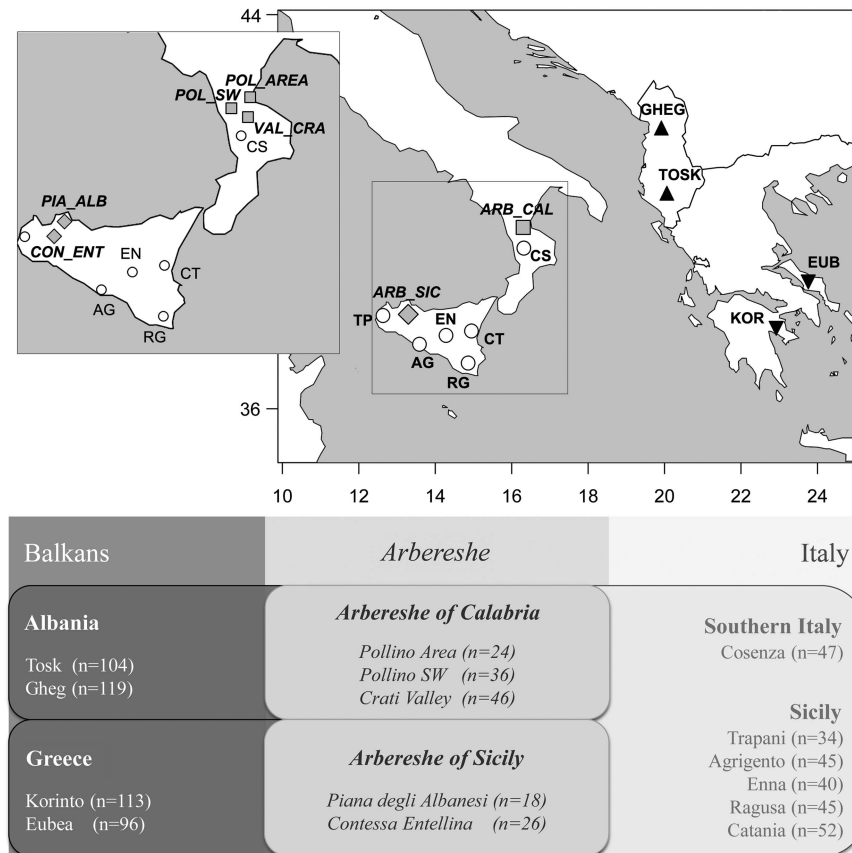 44
36
10 12 14 16 18 20 22 24
POL_AREA
POL_SW
VAL_CRA
CS
PIA_ALB
CON_ENT
EN
CT
AG
RG
GHEG
TOSK
ARB_CAL
CS
EUB
ARB_SIC
KOR
TP
EN
CT
AG
RG
Balkans
Arbereshe
Italy
Albania
Tosk (n=104)
Gheg (n=119)
Greece
Korinto (n=113)
Eubea (n=96)
Arbereshe of Calabria
Pollino Area (n=24)
Pollino SW (n=36)
Crati Valley (n=46)
Arbereshe of Sicily
Piana degli Albanesi (n=18)
Contessa Entellina (n=26)
Southern Italy
Cosenza (n=47)
Sicily
Trapani (n=34)
Agrigento (n=45)
Enna (n=40)
Ragusa (n=45)
Catania (n=52)